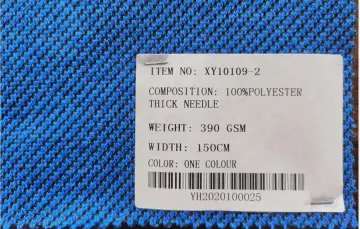 ITEM NO: XY10109-2
COMPOSITION: 100%POLYESTER
THICK NEEDLE
WEIGHT: 390 GSM
WIDTH: 150CM
COLOR: ONE COLOUR
YH2020100025